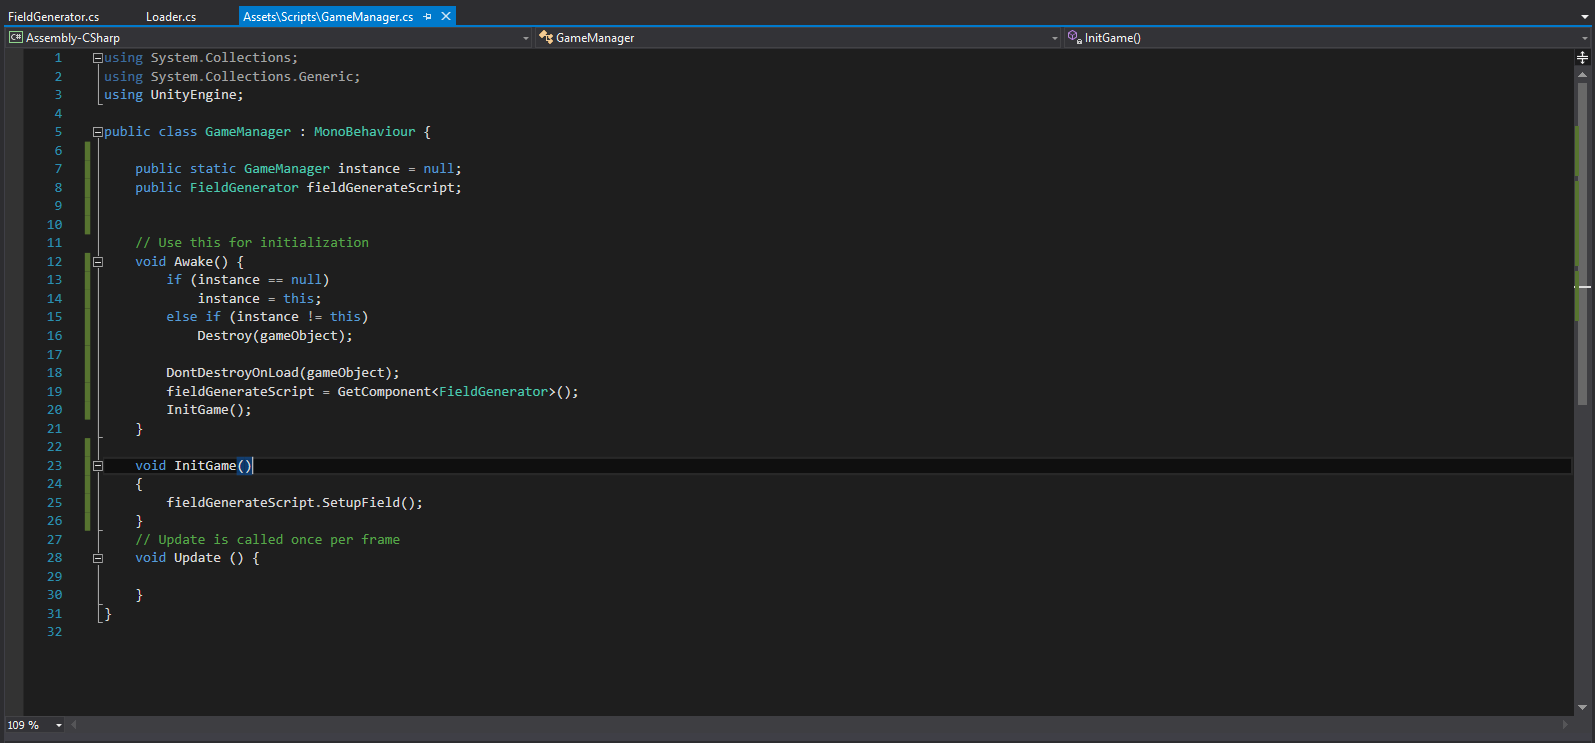 FieldGenerator.cs Loader.cs Assets\Scripts\GameManager.cs
C# Assembly-CSharp GameManager InitGame()
1 using System.Collections;
2 using System.Collections.Generic;
3 using UnityEngine;
4
5 public class GameManager : MonoBehaviour {
6
7 public static GameManager instance = null;
8 public FieldGenerator fieldGenerateScript;
9
10
11 // Use this for initialization
12 void Awake() {
13 if (instance == null)
14 instance = this;
15 else if (instance != this)
16 Destroy(gameObject);
17
18 DontDestroyOnLoad(gameObject);
19 fieldGenerateScript = GetComponent<FieldGenerator>();
20 InitGame();
21 }
22
23 void InitGame()
24 {
25 fieldGenerateScript.SetupField();
26 }
27 // Update is called once per frame
28 void Update () {
29
30 }
31 }
32
109 %